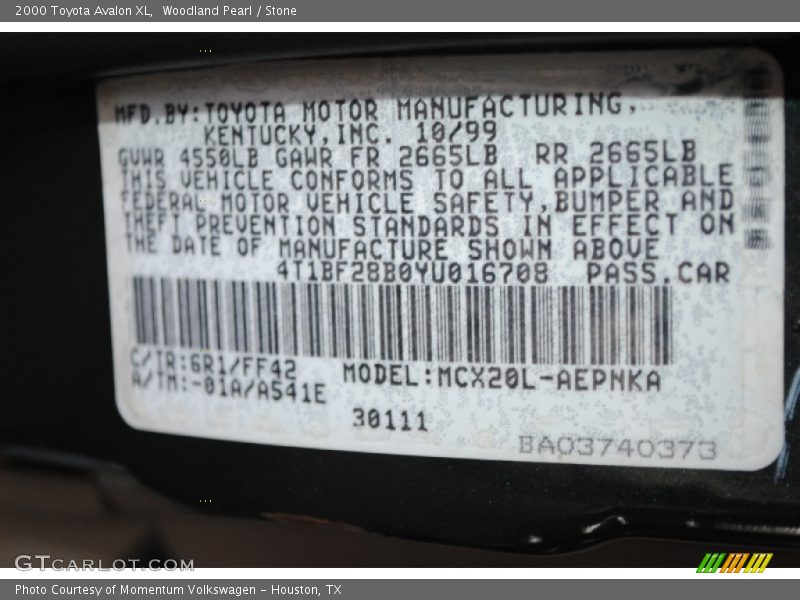 2000 Toyota Avalon XL, Woodland Pearl / Stone
MFD.BY:TOYOTA MOTOR MANUFACTURING,
KENTUCKY,INC. 10/99
GVWR 4550LB GAWR FR 2665LB RR 2665LB
THIS VEHICLE CONFORMS TO ALL APPLICABLE
FEDERAL MOTOR VEHICLE SAFETY,BUMPER AND
THEFT PREVENTION STANDARDS IN EFFECT ON
THE DATE OF MANUFACTURE SHOWN ABOVE
4T1BF28B0YU016708 PASS.CAR
C/TR:6R1/FF42
A/TM:-01A/A541E
MODEL:MCX20L-AEPNKA
30111
BA03740373
GTCARLOT.COM
Photo Courtesy of Momentum Volkswagen - Houston, TX